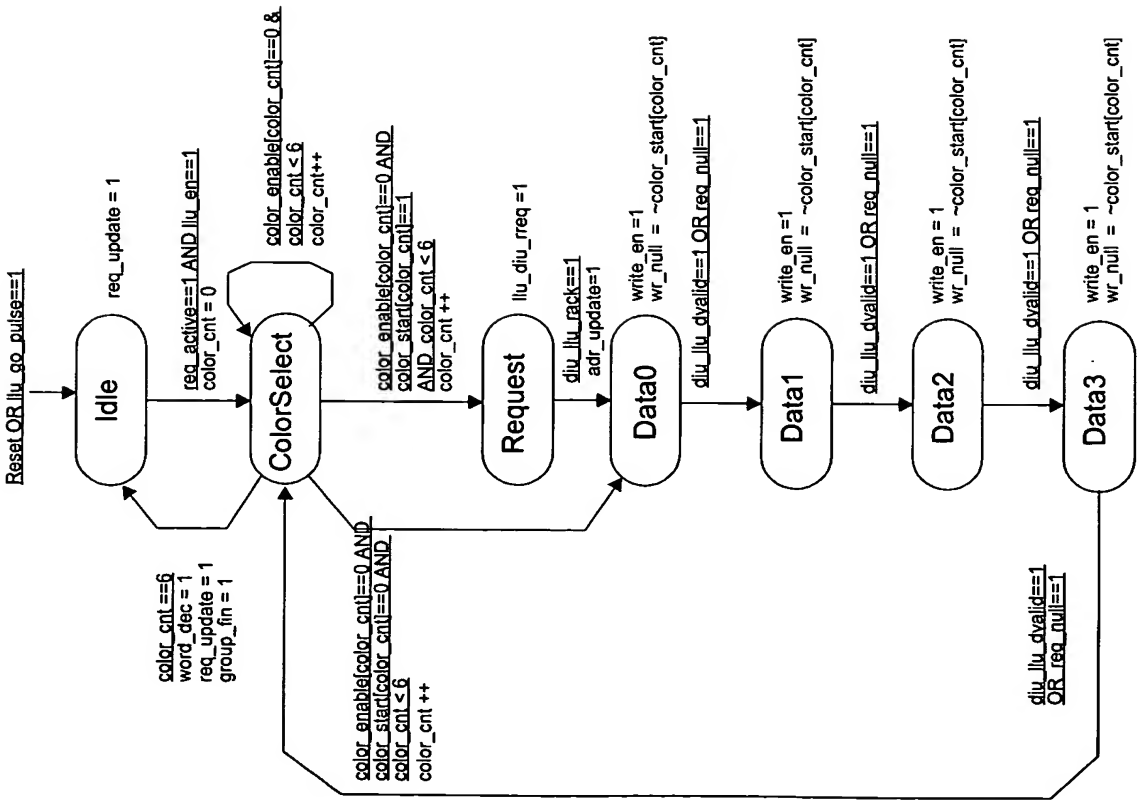 Reset OR llu_go_pulse==1
Idle
req_update = 1
req_active==1 AND llu_en==1
color_cnt = 0
color_cnt ==6
word_dec = 1
req_update = 1
group_fin = 1
ColorSelect
color_enable[color_cnt]==0 &
color_cnt < 6
color_cnt++
color_enable[color_cnt]==0 AND
color_start[color_cnt]==1
AND color_cnt < 6
color_cnt ++
color_enable[color_cnt]==0 AND
color_start[color_cnt]==0 AND
color_cnt < 6
color_cnt ++
Request
llu_diu_rreq =1
diu_llu_rack==1
adr_update=1
Data0
write_en =1
wr_null = ~color_start[color_cnt]
diu_llu_dvalid==1 OR req_null==1
Data1
write_en =1
wr_null = ~color_start[color_cnt]
diu_llu_dvalid==1 OR req_null==1
Data2
write_en = 1
wr_null = ~color_start[color_cnt]
diu_llu_dvalid==1 OR req_null==1
Data3
write_en = 1
wr_null = ~color_start[color_cnt]
diu_llu_dvalid==1
OR req_null==1